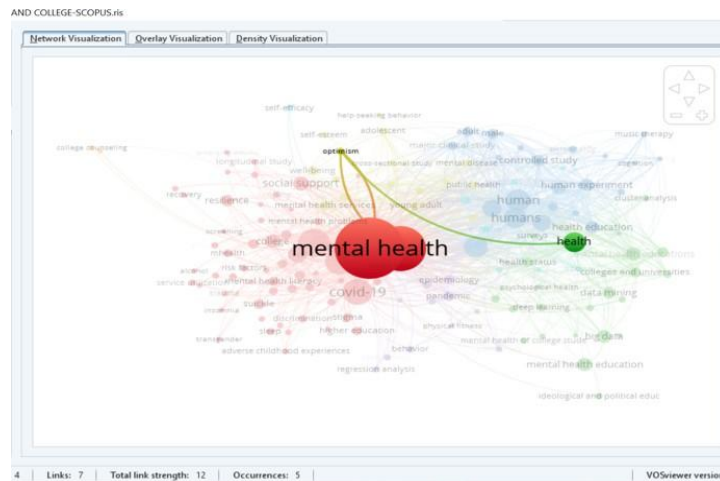 AND COLLEGE-SCOPUS.ris
Network Visualization Overlay Visualization Density Visualization
self-efficacy
help-seeking behavior
self-esteem adolescent adult male music therapy
college counseling optimism
longitudinal study cross-sectional study mental disease controlled study
well-being
social support public health human experiment
recovery resilience mental health services young adult human cluster analysis
mental health problems humans health education
screening college surveys health
mental health
mhealth health status
risk factors colleges and universities
alcohol mental health literacy epidemiology psychological health
covid-19 pandemic data mining
suicide deep learning
insomnia discrimination stigma
sleep higher education physical fitness
transgender mental health of college big data
adverse childhood experiences behavior
regression analysis mental health education
ideological and political educ
4 Links: 7 Total link strength: 12 Occurrences: 5 VOSviewer version